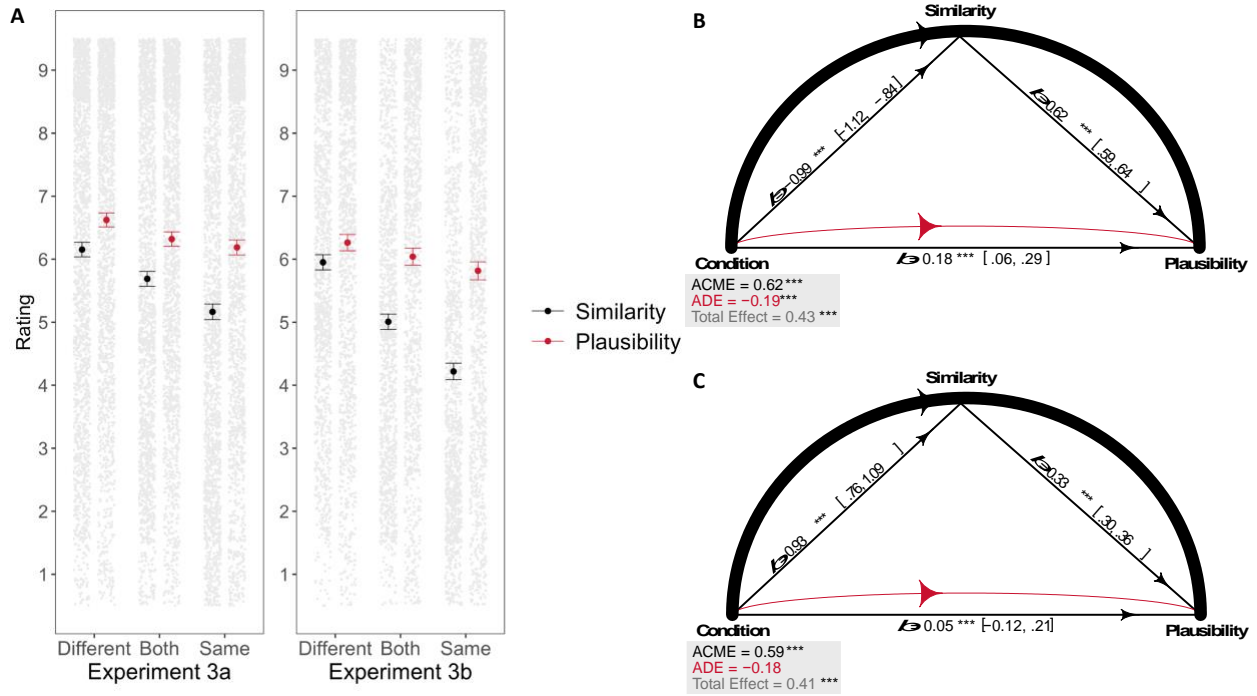 A
9
8
7
6
5
4
3
2
1
Rating
Different Both Same
Experiment 3a
Different Both Same
Experiment 3b
Similarity
Plausibility
B
Similarity
−0.99 *** [−1.12, −.84]
0.62 *** [ .59, .64 ]
0.18 *** [ .06, .29 ]
Condition
Plausibility
ACME = 0.62 ***
ADE = −0.19 ***
Total Effect = 0.43 ***
C
Similarity
0.93 *** [ .76, 1.09 ]
0.33 *** [ .30, .36 ]
0.05 *** [−0.12, .21]
Condition
Plausibility
ACME = 0.59 ***
ADE = −0.18
Total Effect = 0.41 ***